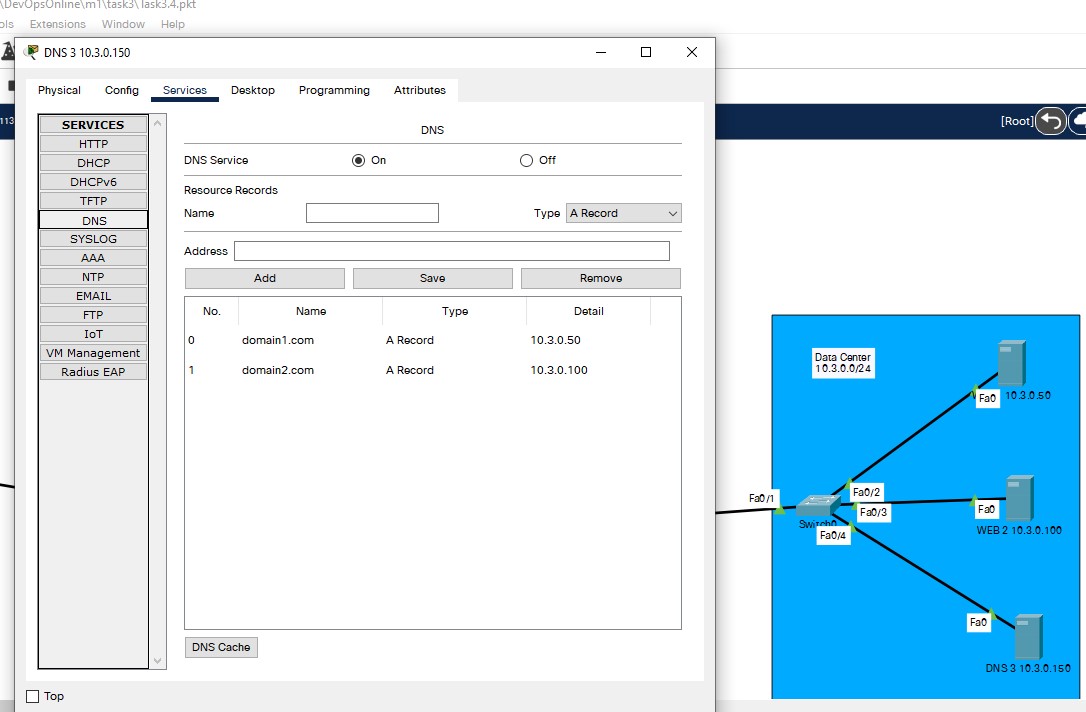 \DevOpsOnline\m1\task3\Task3.4.pkt
ols Extensions Window Help
DNS 3 10.3.0.150
Physical Config Services Desktop Programming Attributes
113
[Root]
SERVICES
HTTP
DHCP
DHCPv6
TFTP
DNS
SYSLOG
AAA
NTP
EMAIL
FTP
IoT
VM Management
Radius EAP
DNS
DNS Service On Off
Resource Records
Name Type A Record
Address
Add Save Remove
No. Name Type Detail
0 domain1.com A Record 10.3.0.50
1 domain2.com A Record 10.3.0.100
DNS Cache
Top
Data Center
10.3.0.0/24
Fa0
10.3.0.50
Fa0/1
Fa0/2
Fa0/3
Switch0
Fa0/4
Fa0
WEB 2 10.3.0.100
Fa0
DNS 3 10.3.0.150